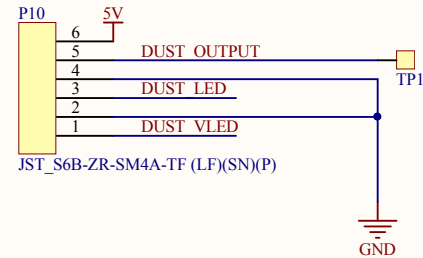 P10
5V
6
5
DUST_OUTPUT
4
TP1
3
DUST_LED
2
1
DUST_VLED
JST_S6B-ZR-SM4A-TF (LF)(SN)(P)
GND